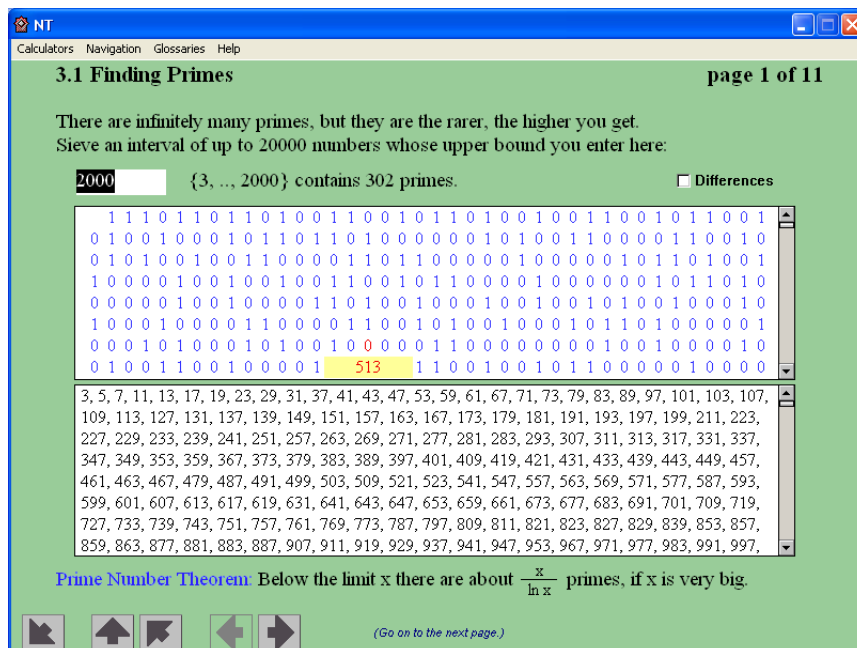 NT
Calculators Navigation Glossaries Help
3.1 Finding Primes page 1 of 11
There are infinitely many primes, but they are the rarer, the higher you get.
Sieve an interval of up to 20000 numbers whose upper bound you enter here:
2000 {3, .., 2000} contains 302 primes. Differences
1 1 1 0 1 1 0 1 1 0 1 0 0 1 1 0 0 1 0 1 1 0 1 0 0 1 0 0 1 1 0 0 1 0 1 1 0 0 1
0 1 0 0 1 0 0 0 1 0 1 1 0 1 1 0 1 0 0 0 0 0 0 1 0 1 0 0 1 1 0 0 0 0 1 1 0 0 1 0
0 1 0 1 0 0 1 0 0 1 1 0 0 0 0 1 1 0 1 1 0 0 0 0 0 1 0 0 0 0 0 1 0 1 1 0 1 0 0 1
1 0 0 0 0 1 0 0 1 0 0 1 0 0 1 1 0 0 1 0 1 1 0 0 0 0 1 0 0 0 0 0 0 1 0 1 1 0 1 0
0 0 0 0 0 1 0 0 1 0 0 0 0 1 1 0 1 0 0 1 0 0 0 1 0 0 1 0 0 1 0 1 0 0 1 0 0 0 1 0
1 0 0 0 1 0 0 0 0 1 1 0 0 0 0 1 1 0 0 1 0 1 0 0 1 0 0 0 1 0 1 1 0 1 0 0 0 0 0 1
0 0 0 1 0 1 0 0 0 1 0 1 0 0 1 0 0 0 0 0 1 1 0 0 0 0 0 0 0 0 1 0 0 1 0 0 0 0 1 0
0 1 0 0 1 1 0 0 1 0 0 0 0 1 513 1 1 0 0 1 0 0 1 0 1 1 0 0 0 0 0 1 0 0 0 0
3, 5, 7, 11, 13, 17, 19, 23, 29, 31, 37, 41, 43, 47, 53, 59, 61, 67, 71, 73, 79, 83, 89, 97, 101, 103, 107,
109, 113, 127, 131, 137, 139, 149, 151, 157, 163, 167, 173, 179, 181, 191, 193, 197, 199, 211, 223,
227, 229, 233, 239, 241, 251, 257, 263, 269, 271, 277, 281, 283, 293, 307, 311, 313, 317, 331, 337,
347, 349, 353, 359, 367, 373, 379, 383, 389, 397, 401, 409, 419, 421, 431, 433, 439, 443, 449, 457,
461, 463, 467, 479, 487, 491, 499, 503, 509, 521, 523, 541, 547, 557, 563, 569, 571, 577, 587, 593,
599, 601, 607, 613, 617, 619, 631, 641, 643, 647, 653, 659, 661, 673, 677, 683, 691, 701, 709, 719,
727, 733, 739, 743, 751, 757, 761, 769, 773, 787, 797, 809, 811, 821, 823, 827, 829, 839, 853, 857,
859, 863, 877, 881, 883, 887, 907, 911, 919, 929, 937, 941, 947, 953, 967, 971, 977, 983, 991, 997,
Prime Number Theorem: Below the limit x there are about x / ln x primes, if x is very big.
(Go on to the next page.)